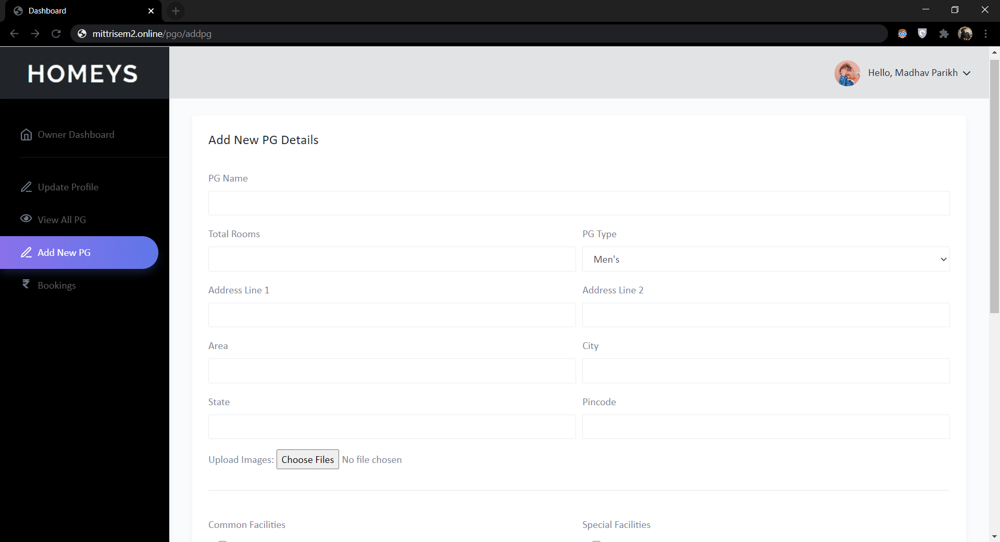 Dashboard
mittrisem2.online/pgo/addpg
HOMEYS
Hello, Madhav Parikh
Owner Dashboard
Update Profile
View All PG
Add New PG
Bookings
Add New PG Details
PG Name
Total Rooms
PG Type
Men's
Address Line 1
Address Line 2
Area
City
State
Pincode
Upload Images: Choose Files No file chosen
Common Facilities
Special Facilities